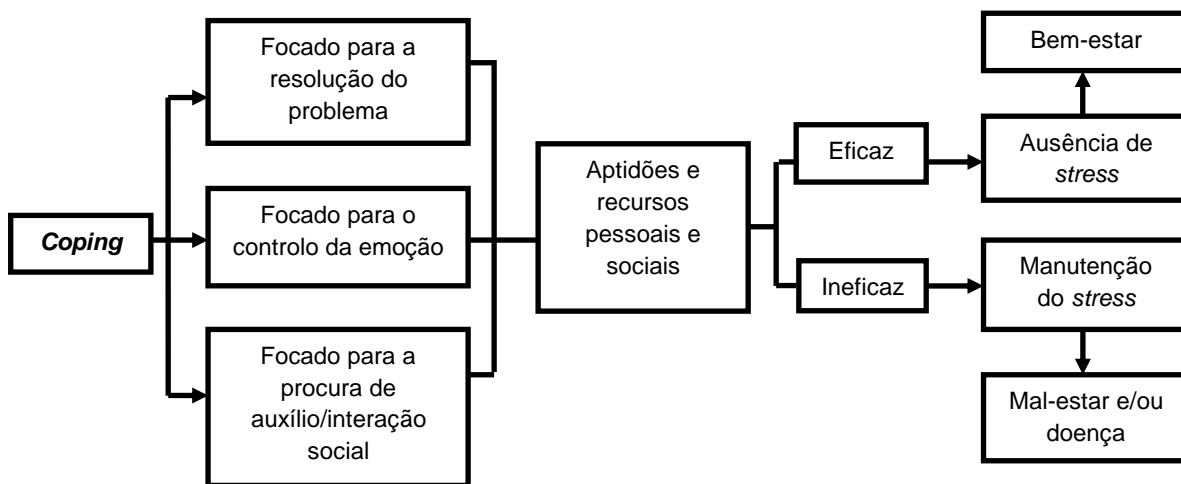 Coping
Focado para a
resolução do
problema
Focado para o
controlo da emoção
Focado para a
procura de
auxílio/interação
social
Aptidões e
recursos
pessoais e
sociais
Eficaz
Ineficaz
Bem-estar
Ausência de
stress
Manutenção
do stress
Mal-estar e/ou
doença